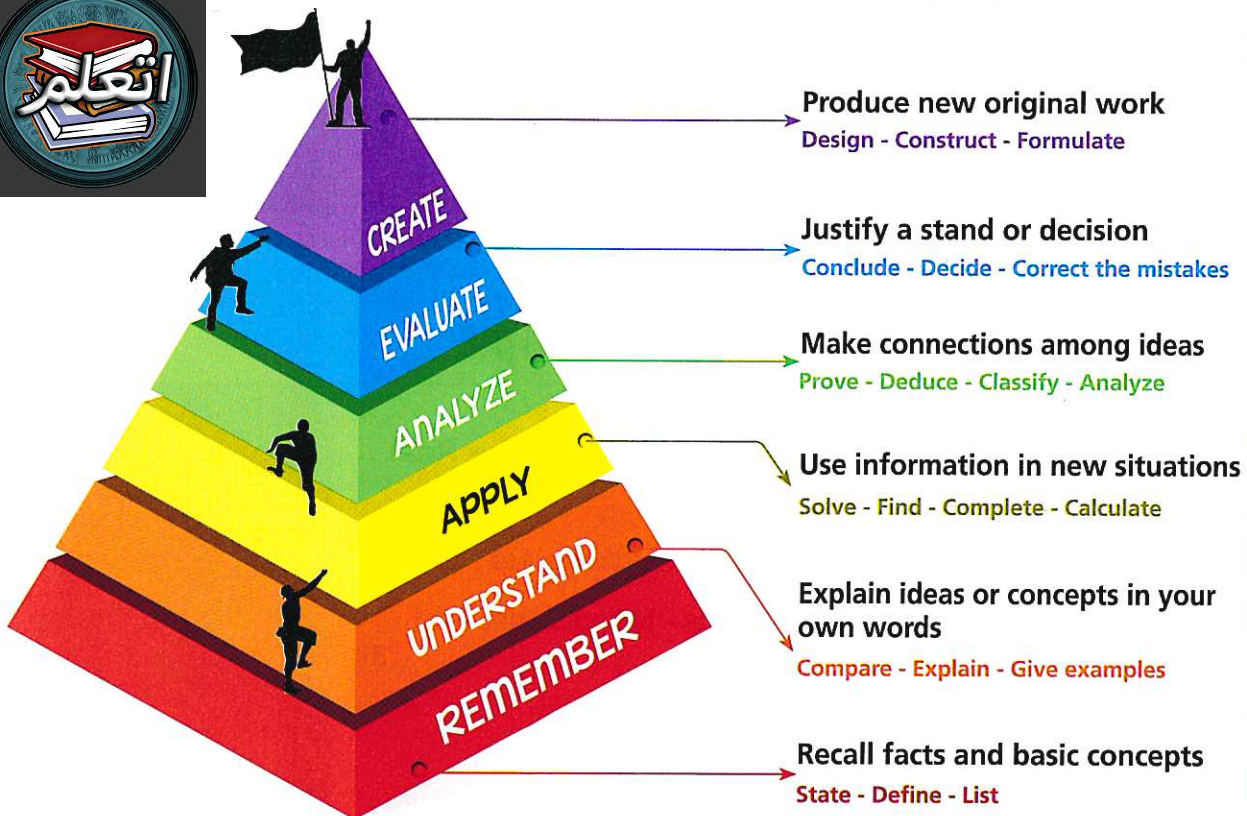 اتعلم
Produce new original work
Design - Construct - Formulate
CREATE
Justify a stand or decision
Conclude - Decide - Correct the mistakes
EVALUATE
Make connections among ideas
Prove - Deduce - Classify - Analyze
ANALYZE
Use information in new situations
Solve - Find - Complete - Calculate
APPLY
Explain ideas or concepts in your
own words
Compare - Explain - Give examples
UNDERSTAND
Recall facts and basic concepts
State - Define - List
REMEMBER